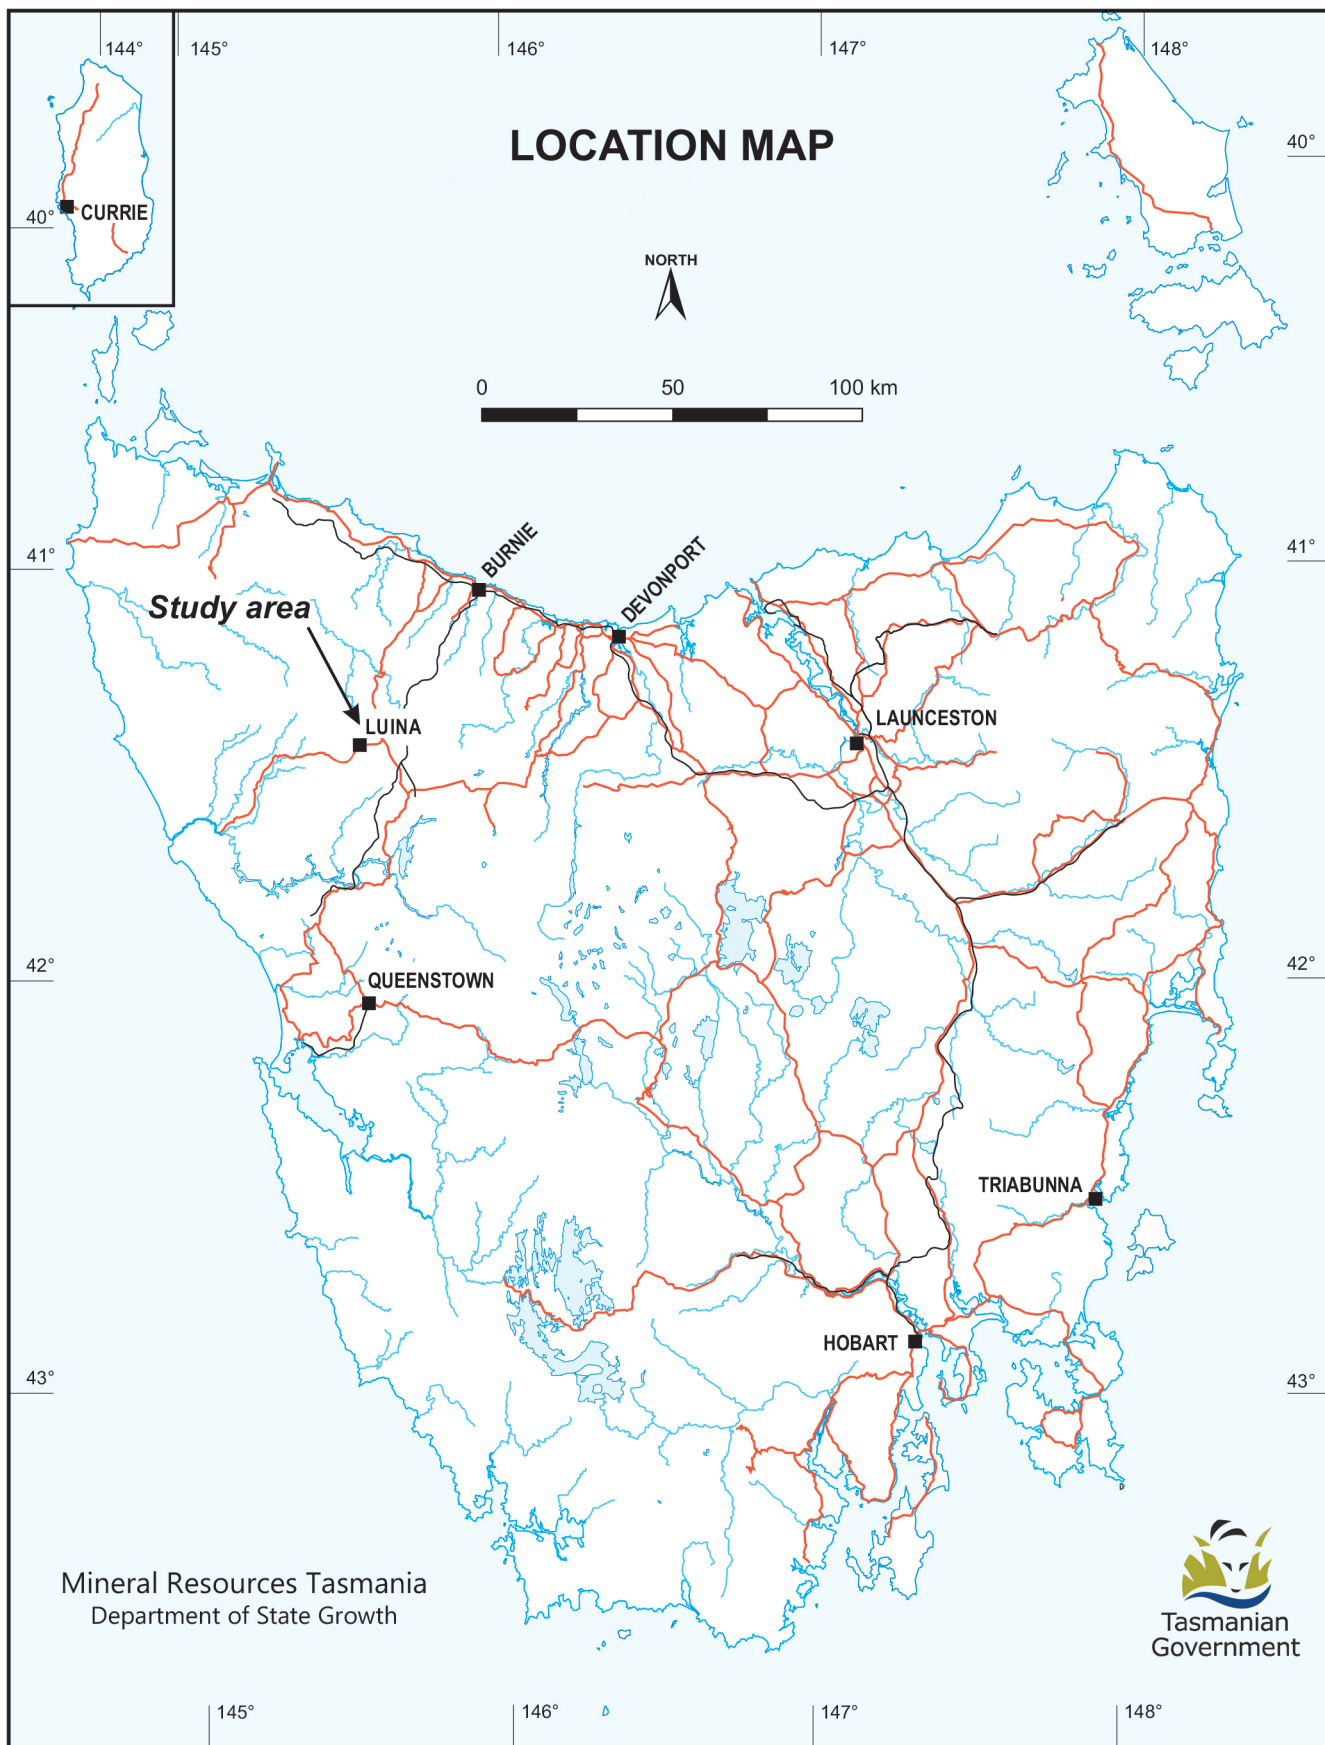 144°
145°
146°
147°
148°
LOCATION MAP
40°
CURRIE
40°
NORTH
0
50
100 km
BURNIE
DEVONPORT
41°
41°
Study area
LUINA
LAUNCESTON
42°
42°
QUEENSTOWN
TRIABUNNA
HOBART
43°
43°
Mineral Resources Tasmania
Department of State Growth
Tasmanian
Government
145°
146°
147°
148°